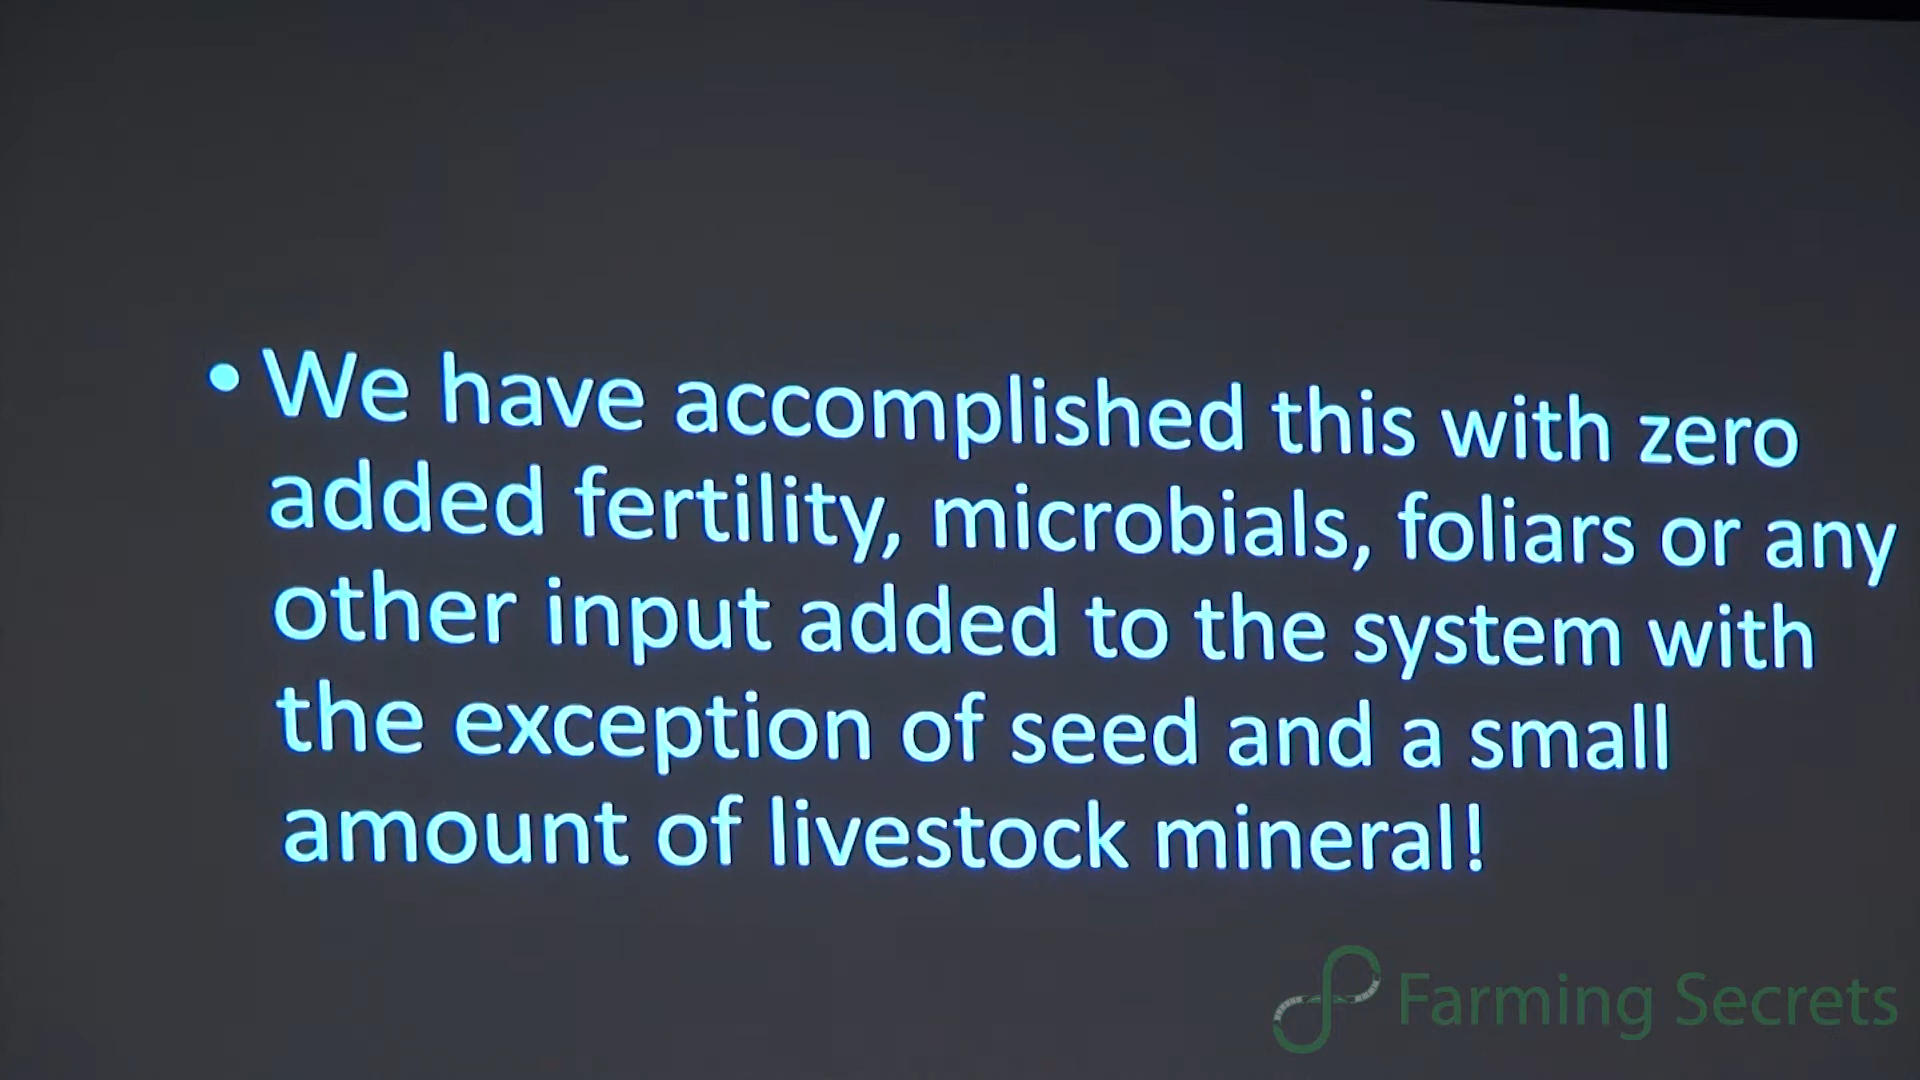 • We have accomplished this with zero
added fertility, microbials, foliars or any
other input added to the system with
the exception of seed and a small
amount of livestock mineral!
Farming Secrets